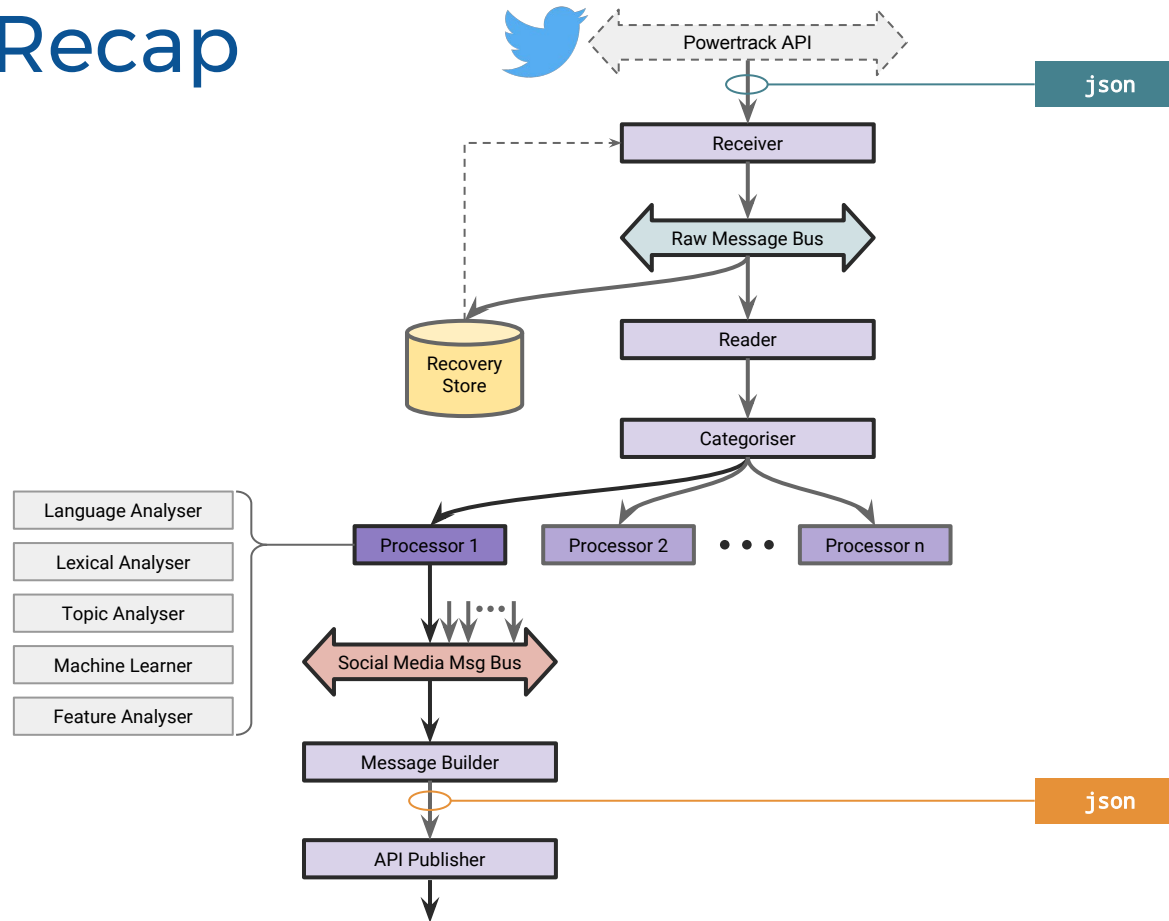 Recap
Powertrack API
json
Receiver
Raw Message Bus
Recovery
Store
Reader
Categoriser
Language Analyser
Lexical Analyser
Topic Analyser
Machine Learner
Feature Analyser
Processor 1
Processor 2
Processor n
Social Media Msg Bus
Message Builder
json
API Publisher